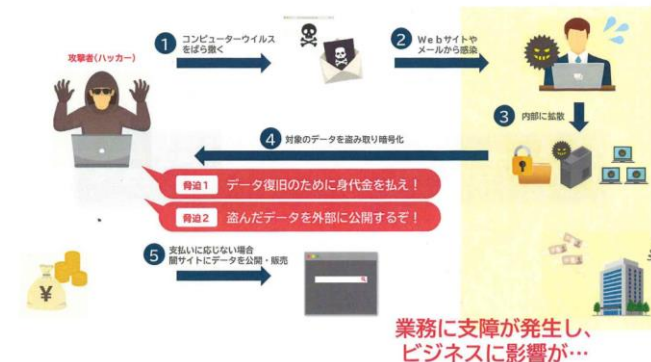 攻撃者(ハッカー)
1
コンピューターウイルス
をばら撒く
2
Webサイトや
メールから感染
3
内部に拡散
4
対象のデータを盗み取り暗号化
脅迫1 データ復旧のために身代金を払え！
脅迫2 盗んだデータを外部に公開するぞ！
5
支払いに応じない場合
闇サイトにデータを公開・販売
¥
業務に支障が発生し、
ビジネスに影響が…